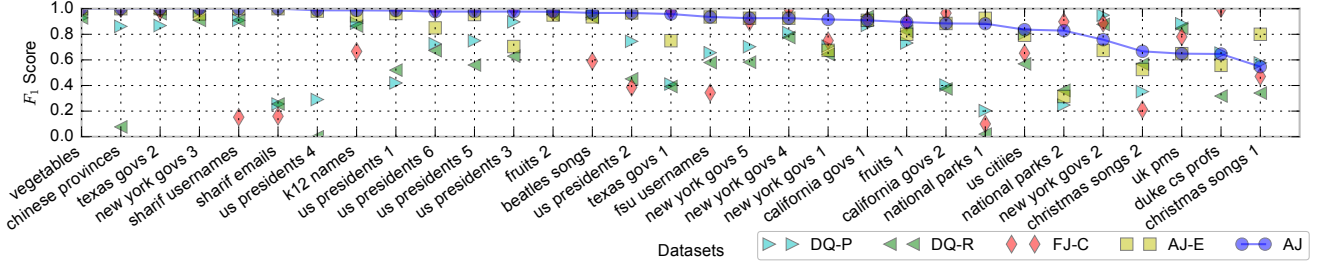 1.0
0.8
0.6
0.4
0.2
0.0
F1 Score
vegetables
chinese provinces
texas govs 2
new york govs 3
sharif usernames
sharif emails
us presidents 4
k12 names
us presidents 1
us presidents 6
us presidents 5
us presidents 3
fruits 2
beatles songs
us presidents 2
texas govs 1
fsu usernames
new york govs 5
new york govs 4
new york govs 1
california govs 1
fruits 1
california govs 2
national parks 1
us citiies
national parks 2
new york govs 2
christmas songs 2
uk pms
duke cs profs
christmas songs 1
Datasets
DQ-P
DQ-R
FJ-C
AJ-E
AJ